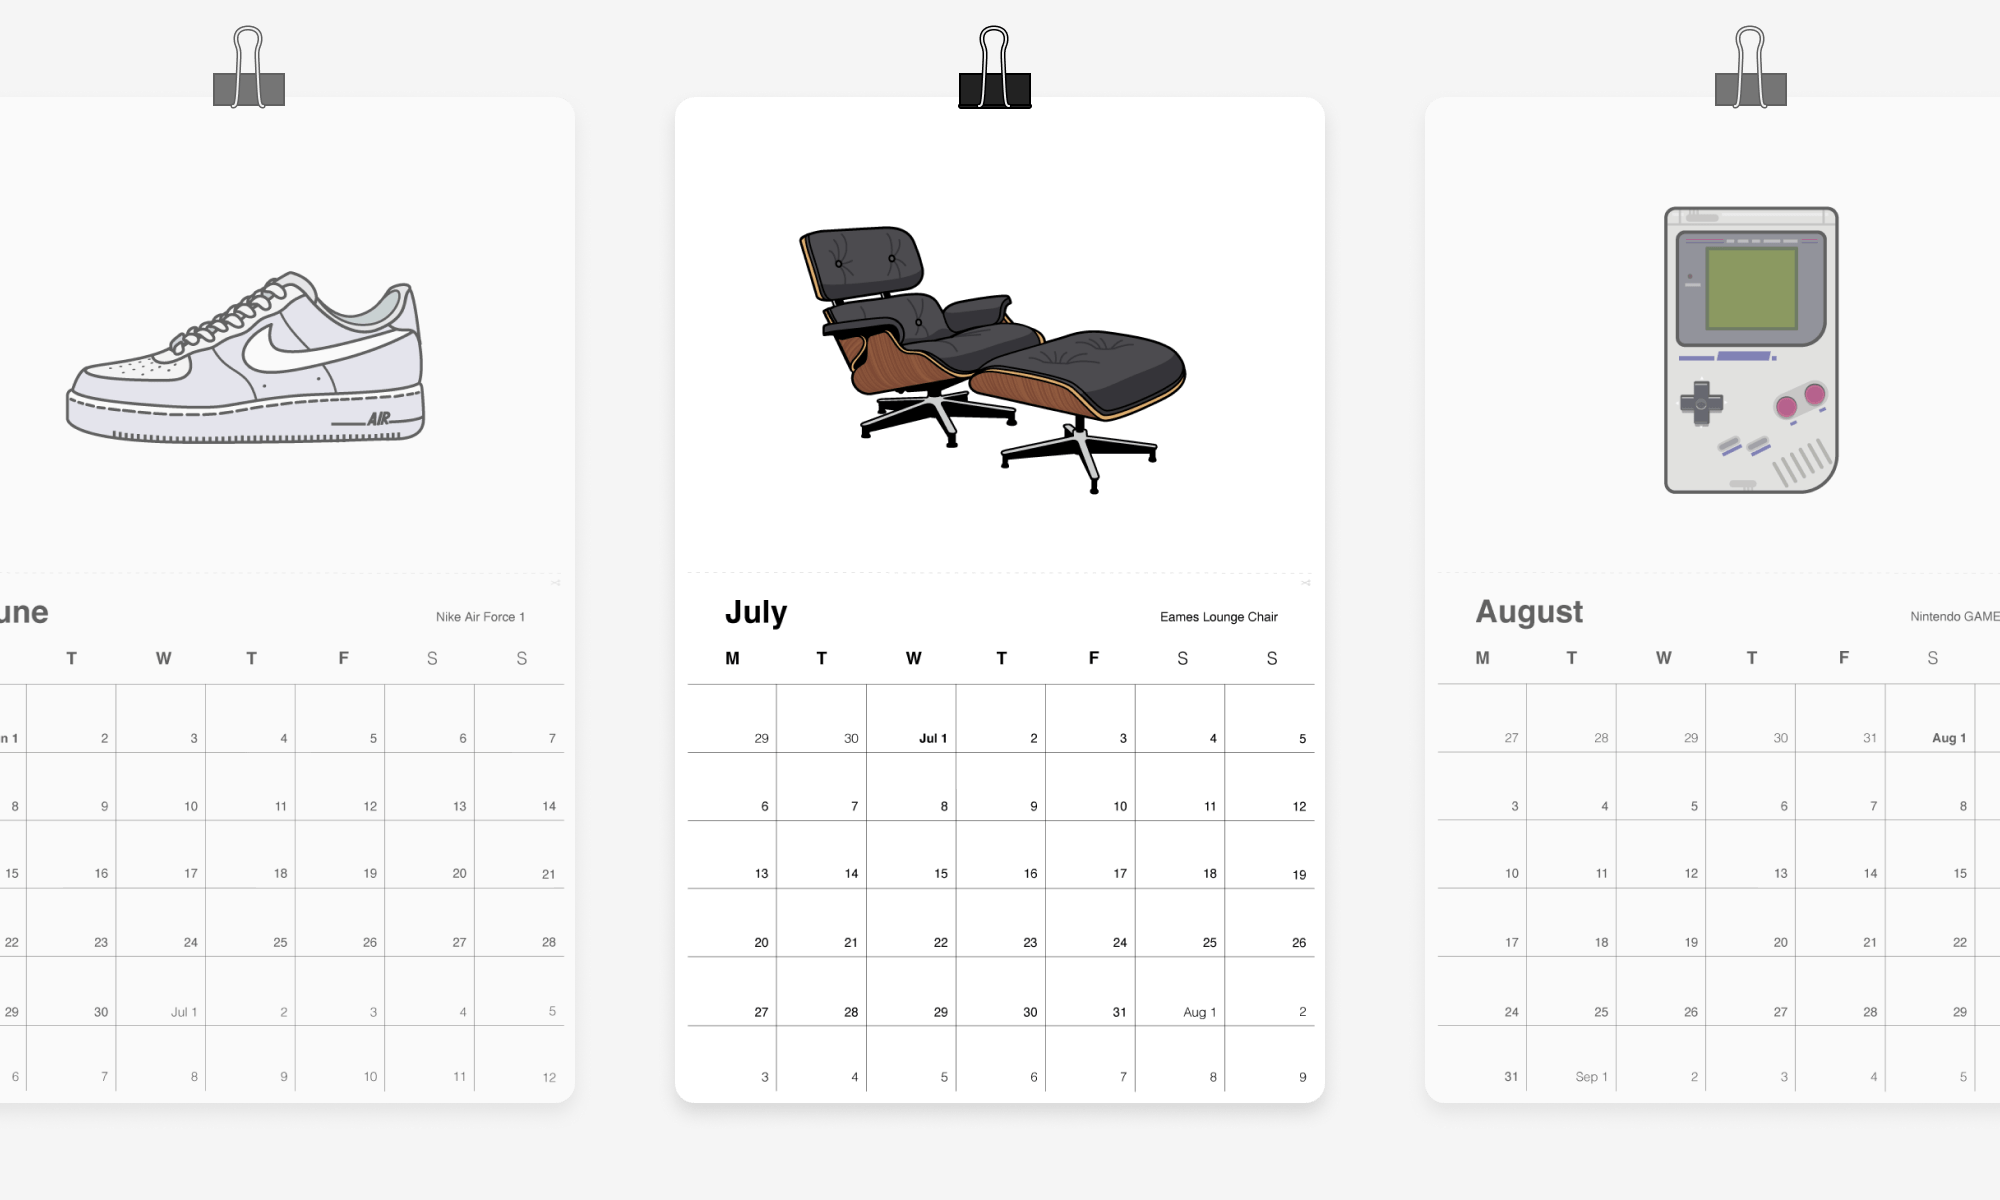 AIR
une
Nike Air Force 1
T W T F S S
n 1 2 3 4 5 6 7
8 9 10 11 12 13 14
15 16 17 18 19 20 21
22 23 24 25 26 27 28
29 30 Jul 1 2 3 4 5
6 7 8 9 10 11 12
July
Eames Lounge Chair
M T W T F S S
29 30 Jul 1 2 3 4 5
6 7 8 9 10 11 12
13 14 15 16 17 18 19
20 21 22 23 24 25 26
27 28 29 30 31 Aug 1 2
3 4 5 6 7 8 9
August
Nintendo GAME
M T W T F S
27 28 29 30 31 Aug 1
3 4 5 6 7 8
10 11 12 13 14 15
17 18 19 20 21 22
24 25 26 27 28 29
31 Sep 1 2 3 4 5